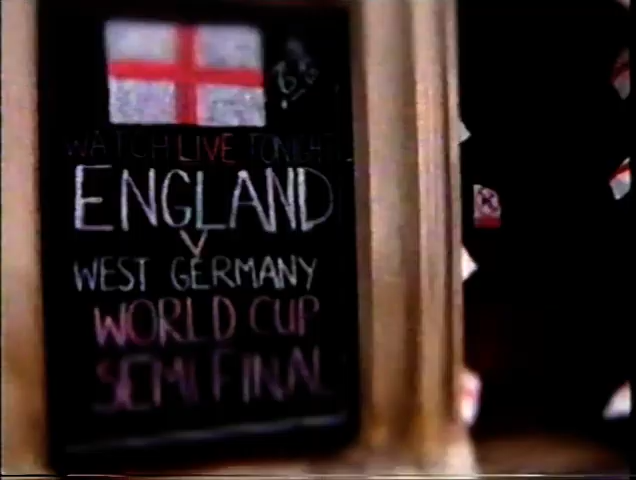 WATCH LIVE TONIGHT
ENGLAND
V
WEST GERMANY
WORLD CUP
SEMI FINAL